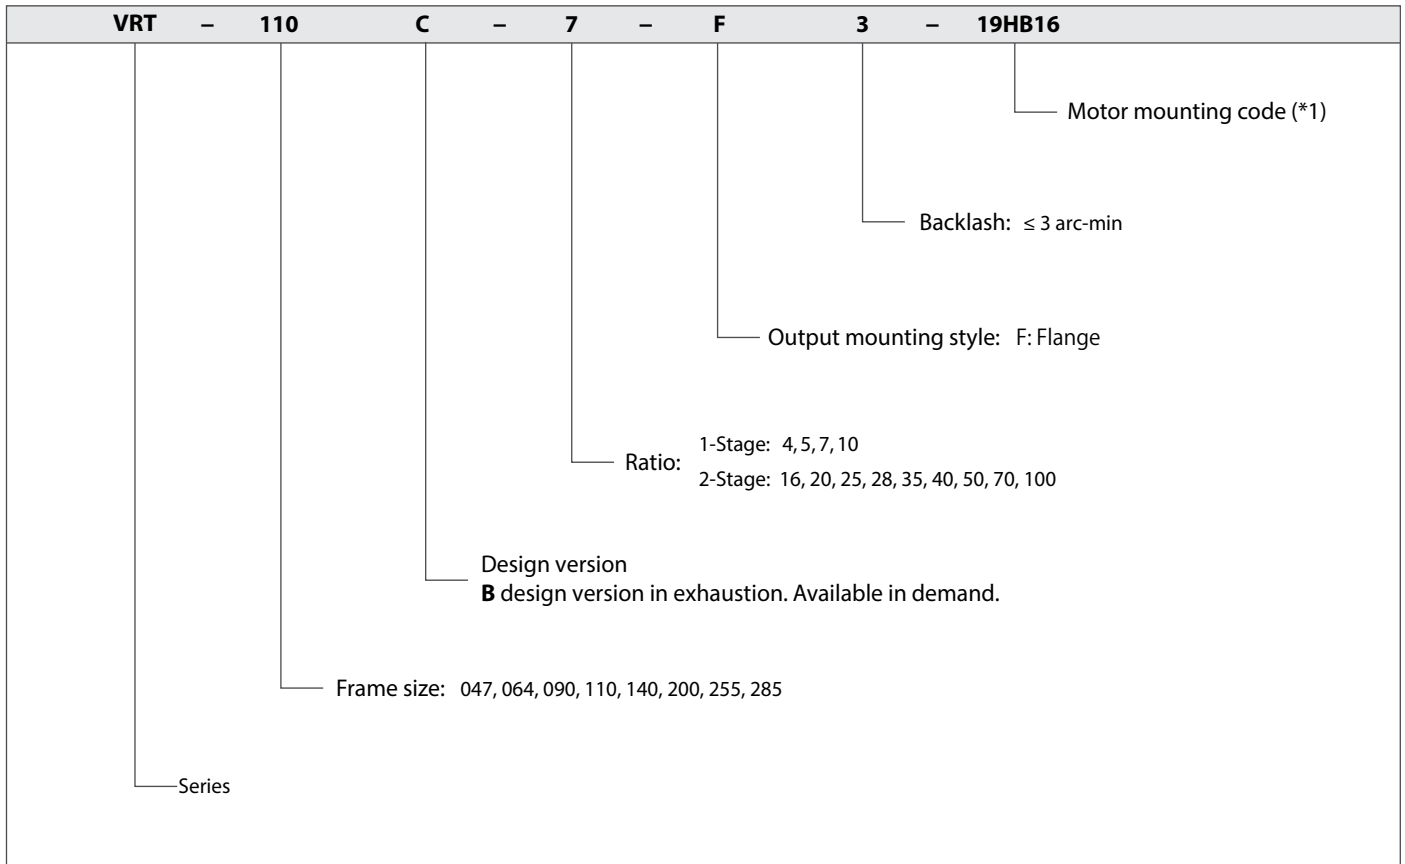 VRT – 110 C – 7 – F 3 – 19HB16
Motor mounting code (*1)
Backlash: ≤ 3 arc-min
Output mounting style: F: Flange
Ratio: 1-Stage: 4, 5, 7, 10
2-Stage: 16, 20, 25, 28, 35, 40, 50, 70, 100
Design version
B design version in exhaustion. Available in demand.
Frame size: 047, 064, 090, 110, 140, 200, 255, 285
Series